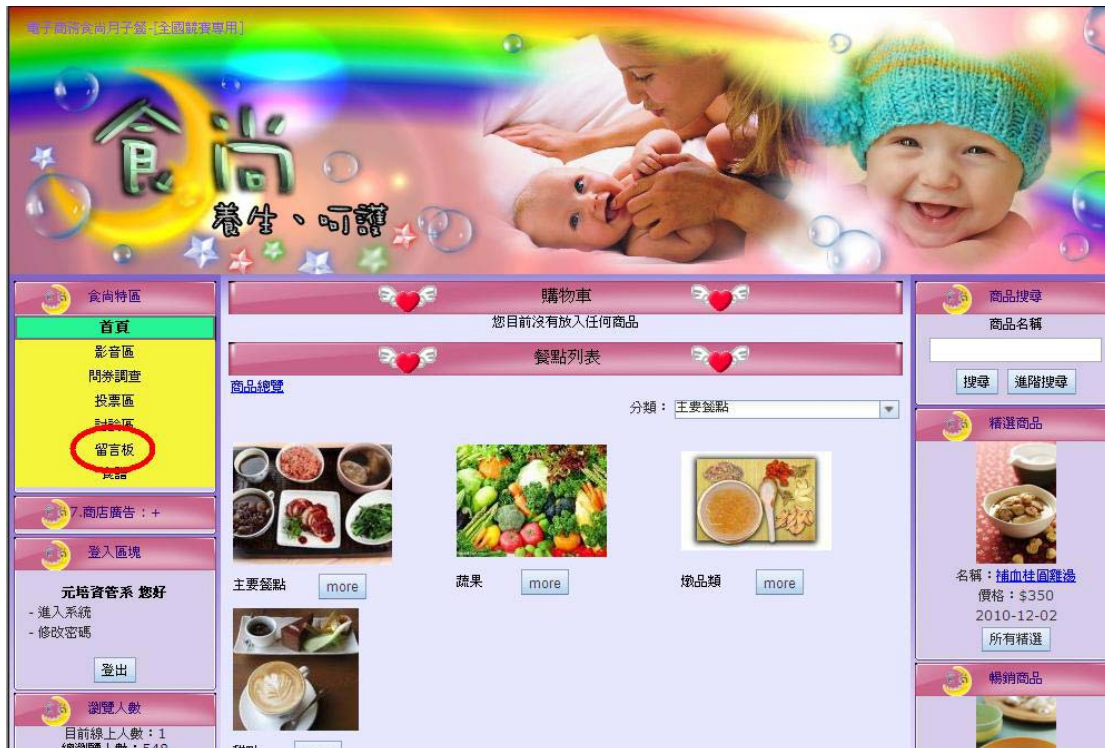 電子商務食尚月子餐-[全國競賽專用]
食尚
養生、呵護
食尚特區
首頁
影音區
問券調查
投票區
討論區
留言板
食譜
7.商店廣告：+
登入區塊
元培資管系 您好
- 進入系統
- 修改密碼
登出
瀏覽人數
目前線上人數：1
總瀏覽人數：548
購物車
您目前沒有放入任何商品
餐點列表
商品總覽
分類： 主要餐點
主要餐點 more
蔬果 more
燉品類 more
甜點
商品搜尋
商品名稱
搜尋 進階搜尋
精選商品
名稱：補血桂圓雞湯
價格：$350
2010-12-02
所有精選
暢銷商品